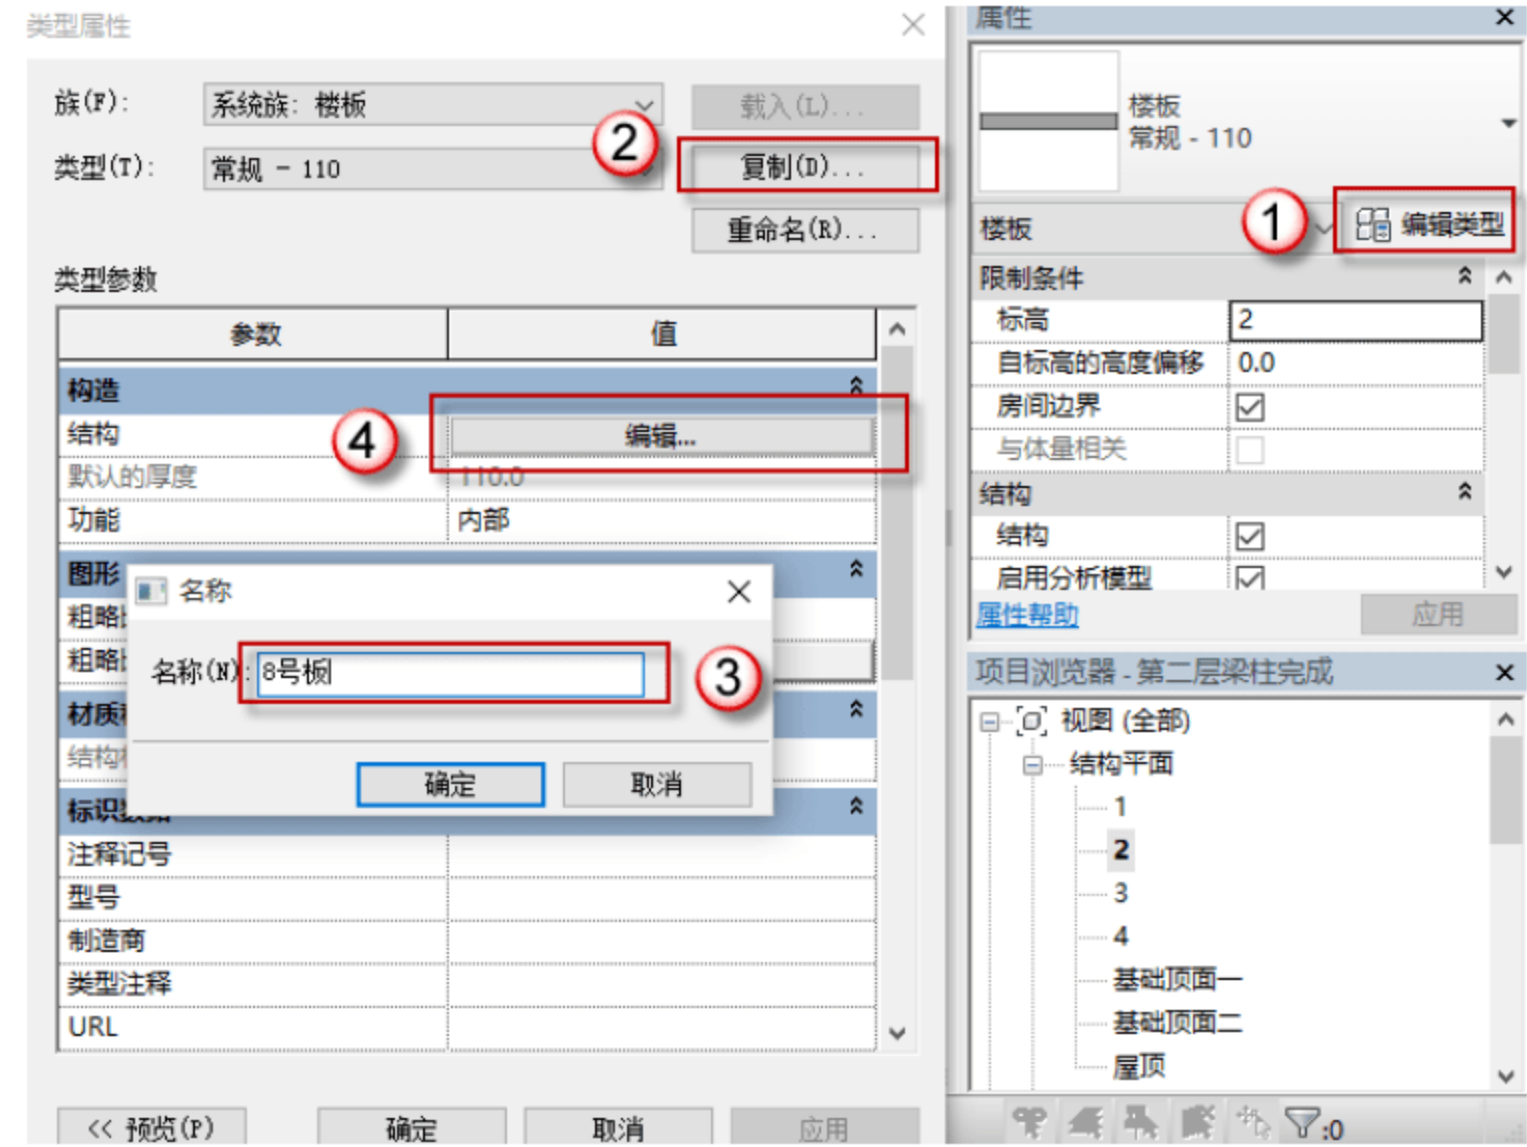 类型属性
族(F):
系统族: 楼板
载入(L)...
类型(T):
常规 - 110
2
复制(D)...
重命名(R)...
类型参数
参数
值
构造
结构
4
编辑...
默认的厚度
110.0
功能
内部
图形
粗略
粗略
材质
结构
标识数据
注释记号
型号
制造商
类型注释
URL
名称
名称(N):
8号板
3
确定
取消
<< 预览(P)
确定
取消
应用
属性
楼板
常规 - 110
楼板
1
编辑类型
限制条件
标高
2
自标高的高度偏移
0.0
房间边界
与体量相关
结构
结构
启用分析模型
属性帮助
应用
项目浏览器 - 第二层梁柱完成
视图 (全部)
结构平面
1
2
3
4
基础顶面一
基础顶面二
屋顶
:0